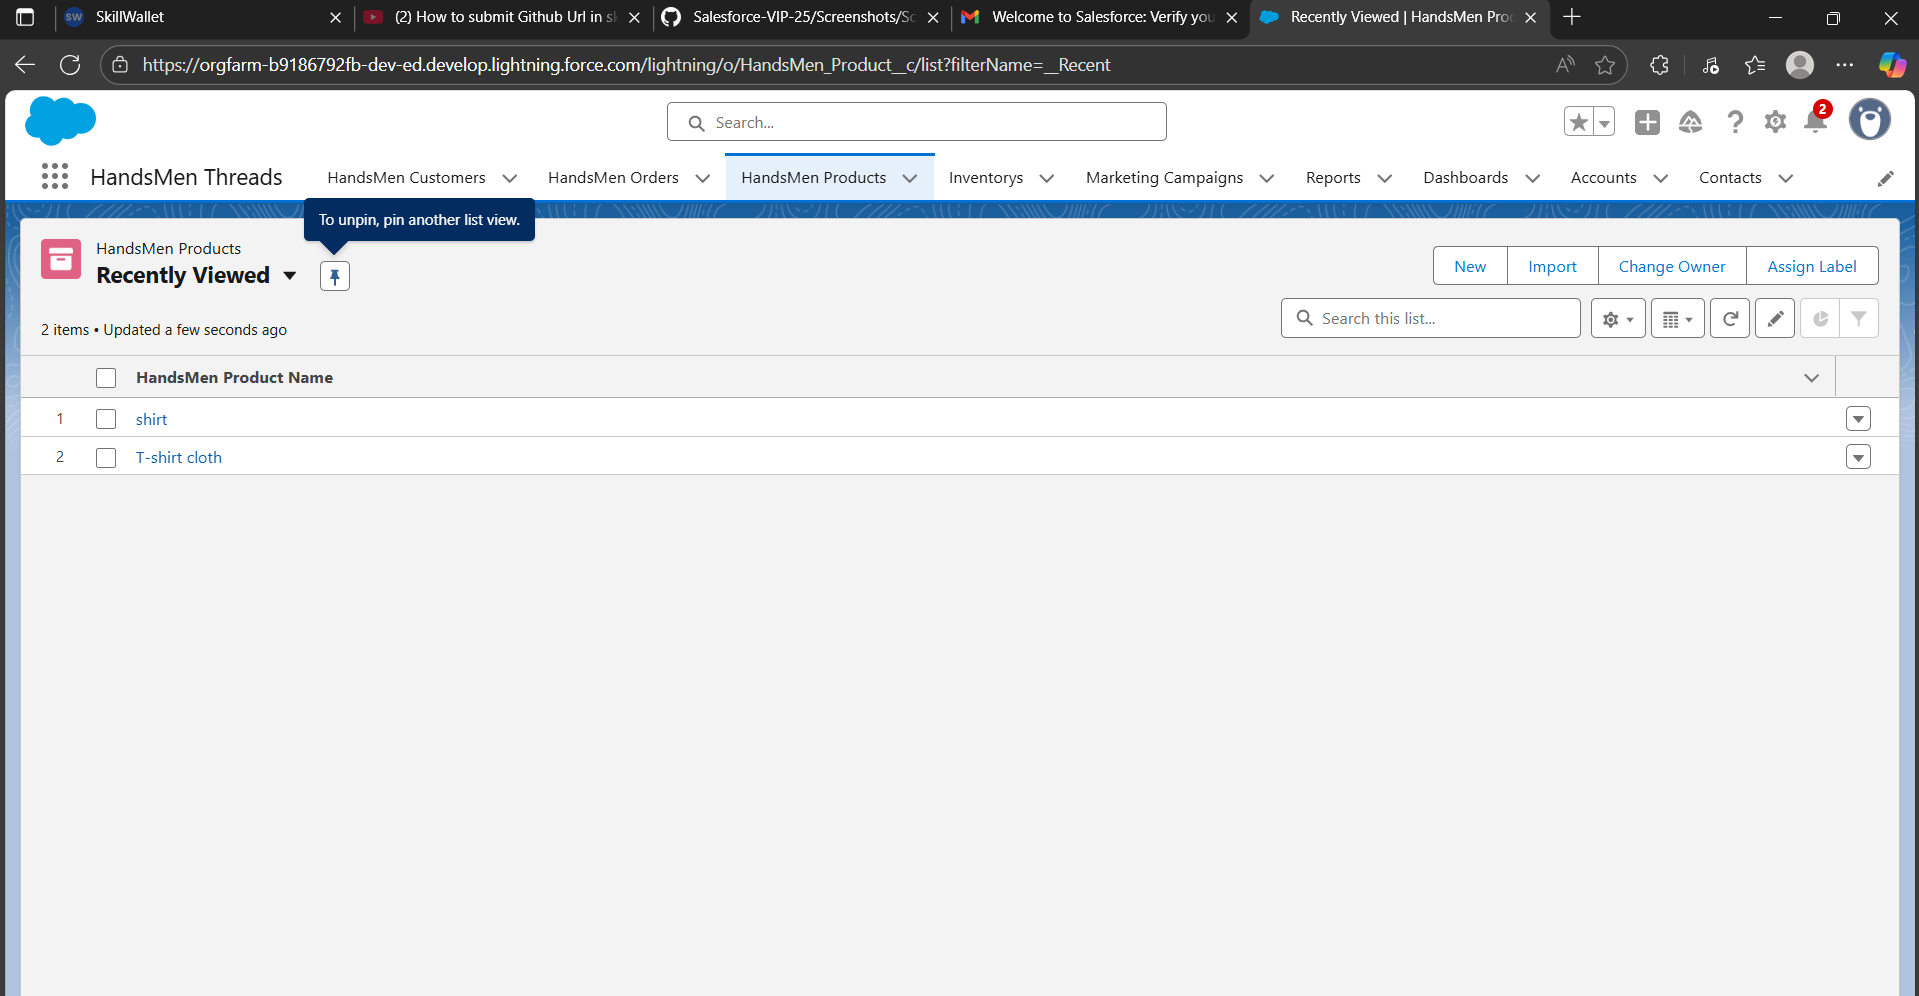 SW SkillWallet
(2) How to submit Github Url in s
Salesforce-VIP-25/Screenshots/Sc
Welcome to Salesforce: Verify you
Recently Viewed | HandsMen Proc
https://orgfarm-b9186792fb-dev-ed.develop.lightning.force.com/lightning/o/HandsMen_Product__c/list?filterName=__Recent
Search...
2
HandsMen Threads
HandsMen Customers
HandsMen Orders
HandsMen Products
Inventorys
Marketing Campaigns
Reports
Dashboards
Accounts
Contacts
To unpin, pin another list view.
HandsMen Products
Recently Viewed
New
Import
Change Owner
Assign Label
2 items • Updated a few seconds ago
Search this list...
HandsMen Product Name
1 shirt
2 T-shirt cloth